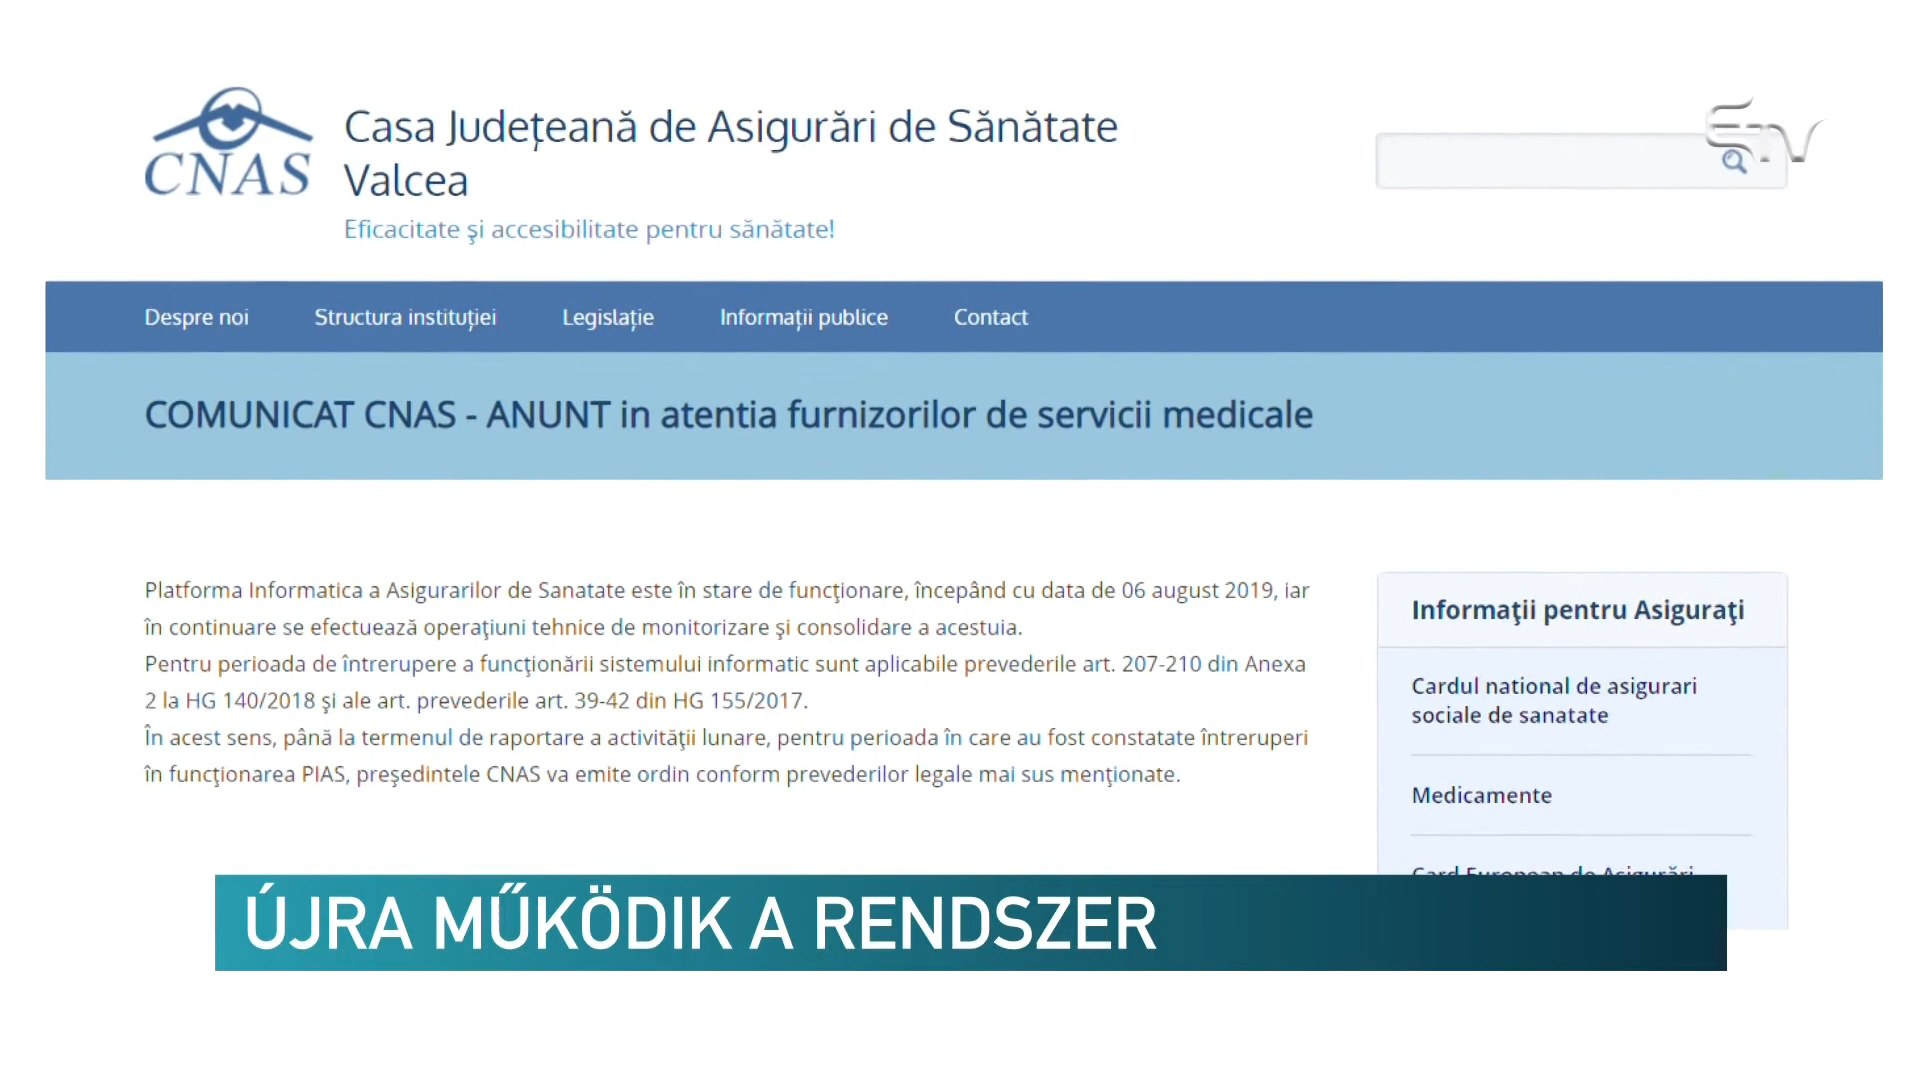 CNAS
Casa Județeană de Asigurări de Sănătate
Valcea
Eficacitate şi accesibilitate pentru sănătate!
ETV
Despre noi
Structura instituției
Legislație
Informații publice
Contact
COMUNICAT CNAS - ANUNT in atentia furnizorilor de servicii medicale
Platforma Informatica a Asigurarilor de Sanatate este în stare de funcţionare, începând cu data de 06 august 2019, iar
în continuare se efectuează operaţiuni tehnice de monitorizare şi consolidare a acestuia.
Pentru perioada de întrerupere a funcţionării sistemului informatic sunt aplicabile prevederile art. 207-210 din Anexa
2 la HG 140/2018 şi ale art. prevederile art. 39-42 din HG 155/2017.
În acest sens, până la termenul de raportare a activităţii lunare, pentru perioada în care au fost constatate întreruperi
în funcţionarea PIAS, preşedintele CNAS va emite ordin conform prevederilor legale mai sus menţionate.
Informaţii pentru Asiguraţi
Cardul national de asigurari
sociale de sanatate
Medicamente
Card European de Asigurări
ÚJRA MŰKÖDIK A RENDSZER